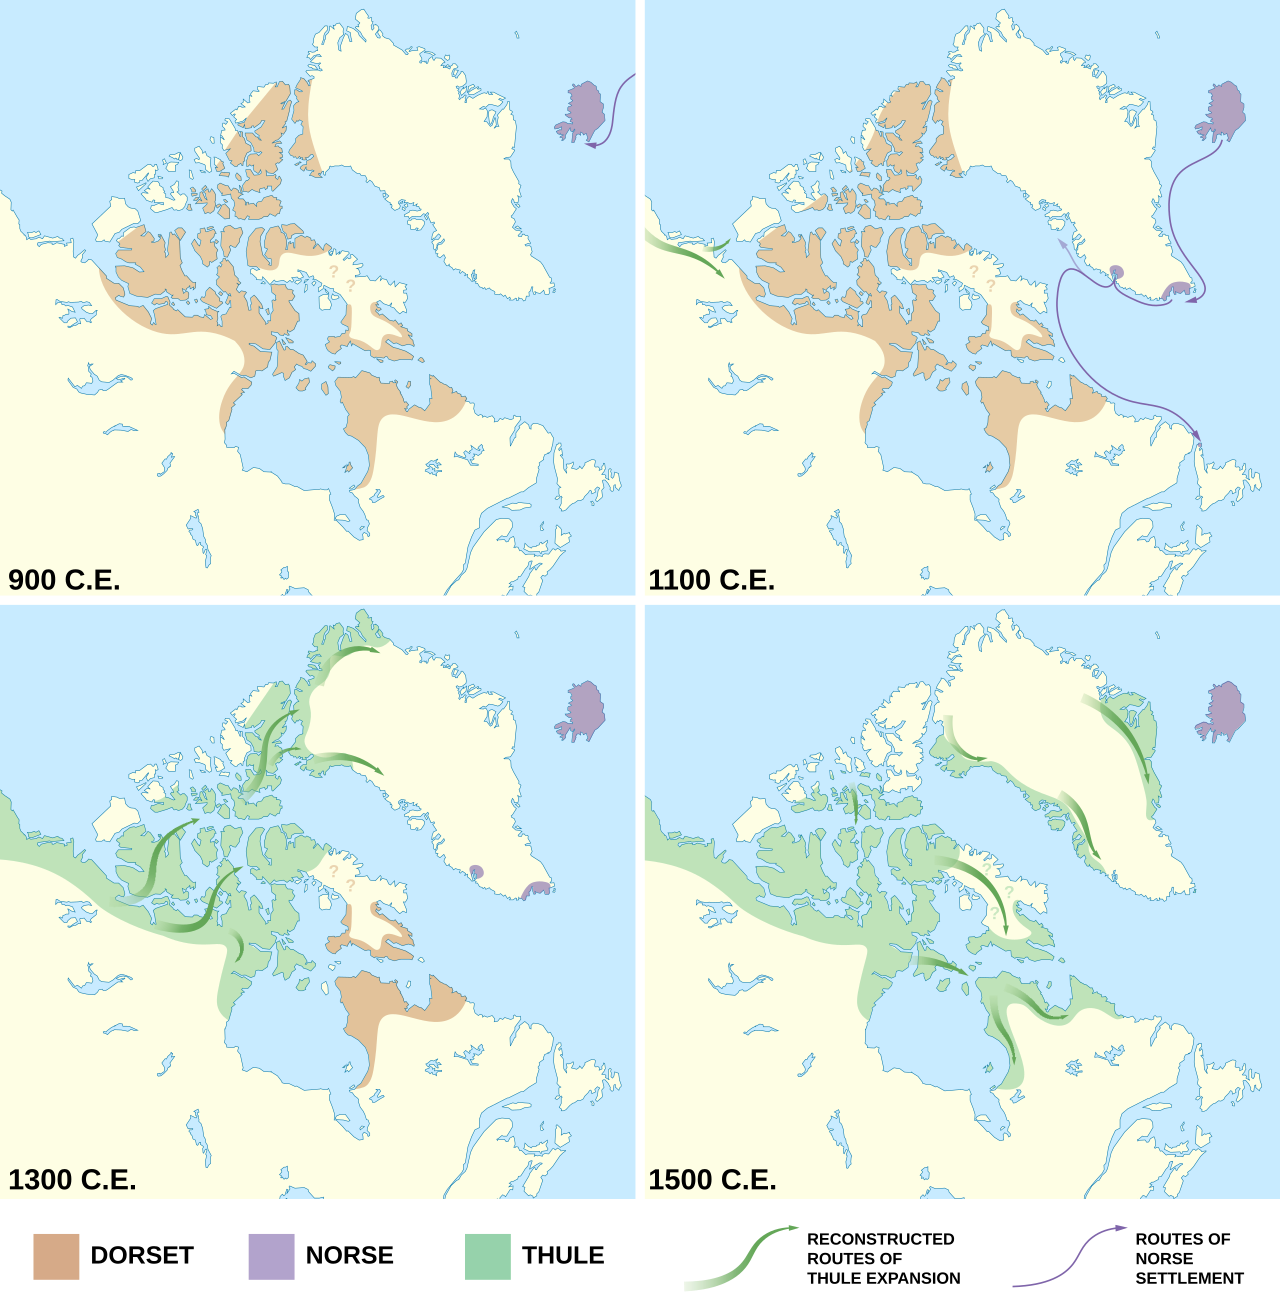 ?
?
900 C.E.
?
?
1100 C.E.
?
?
1300 C.E.
?
?
?
1500 C.E.
DORSET
NORSE
THULE
RECONSTRUCTED
ROUTES OF
THULE EXPANSION
ROUTES OF
NORSE
SETTLEMENT